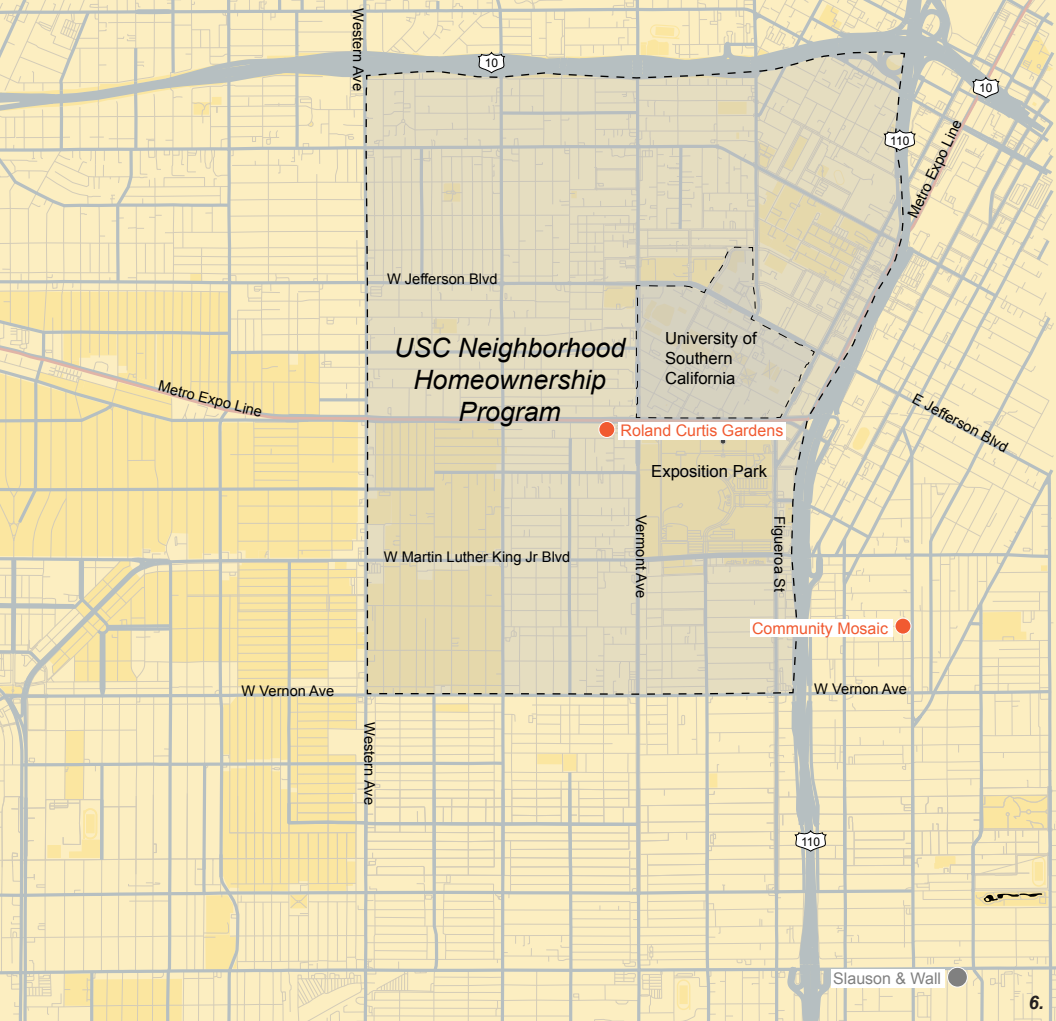 Western Ave
10
10
110
Metro Expo Line
W Jefferson Blvd
USC Neighborhood
Homeownership
Program
University of
Southern
California
Metro Expo Line
E Jefferson Blvd
Roland Curtis Gardens
Exposition Park
Vermont Ave
Figueroa St
W Martin Luther King Jr Blvd
Community Mosaic
W Vernon Ave
W Vernon Ave
Western Ave
110
Slauson & Wall
6.